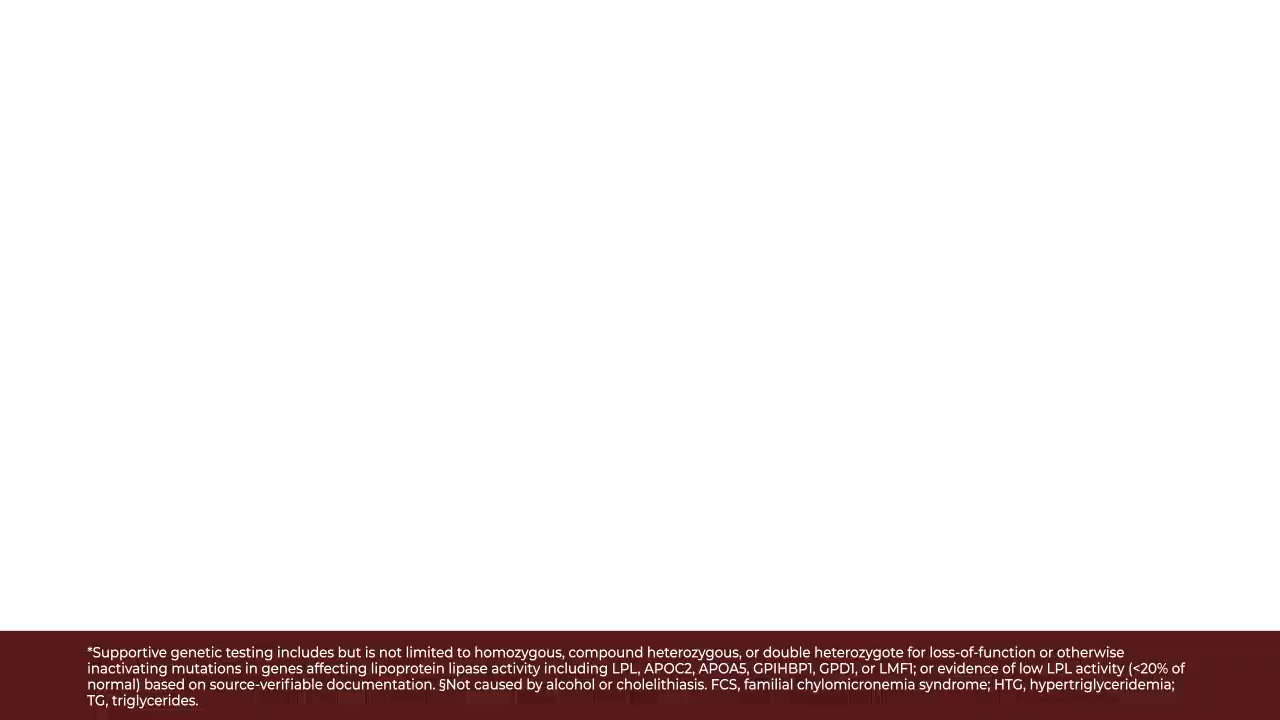 *Supportive genetic testing includes but is not limited to homozygous, compound heterozygous, or double heterozygote for loss-of-function or otherwise
inactivating mutations in genes affecting lipoprotein lipase activity including LPL, APOC2, APOA5, GPIHBP1, GPD1, or LMF1; or evidence of low LPL activity (<20% of
normal) based on source-verifiable documentation. §Not caused by alcohol or cholelithiasis. FCS, familial chylomicronemia syndrome; HTG, hypertriglyceridemia;
TG, triglycerides.